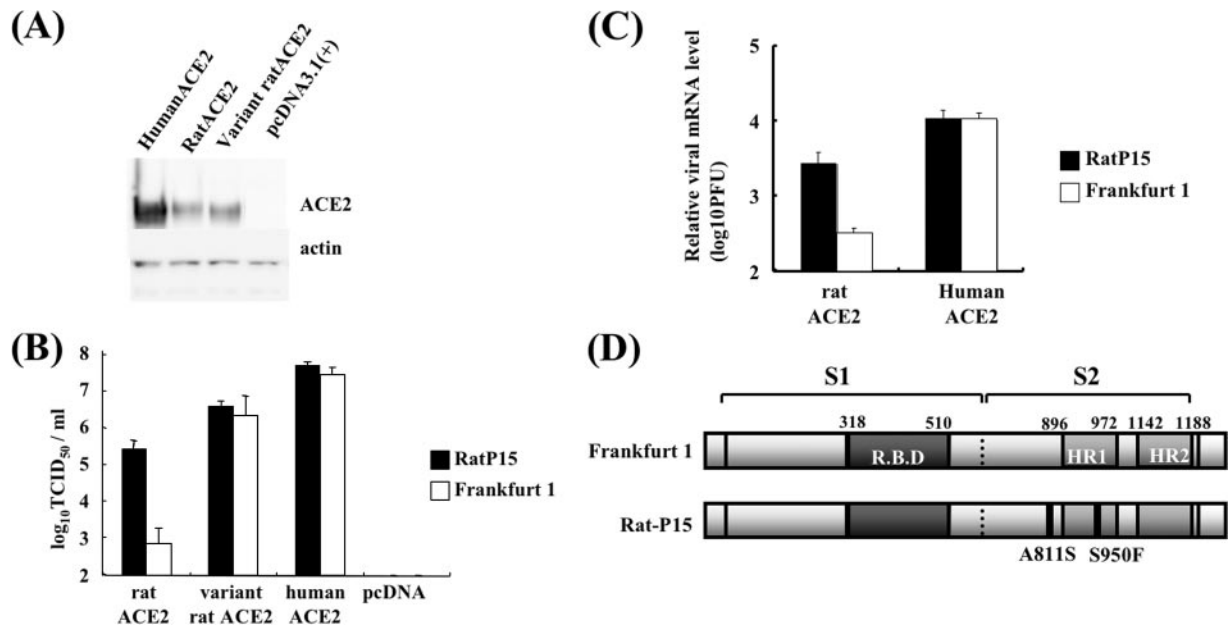 (A)
HumanACE2
RatACE2
Variant ratACE2
pcDNA3.1(+)
ACE2
actin
(B)
log10TCID50 / ml
8
7
6
5
4
3
2
RatP15
Frankfurt 1
rat
ACE2
variant
rat ACE2
human
ACE2
pcDNA
(C)
Relative viral mRNA level
(log10PFU)
5
4
3
2
RatP15
Frankfurt 1
rat
ACE2
Human
ACE2
(D)
S1 S2
318 510 896 972 1142 1188
Frankfurt 1 R.B.D HR1 HR2
Rat-P15
A811S S950F